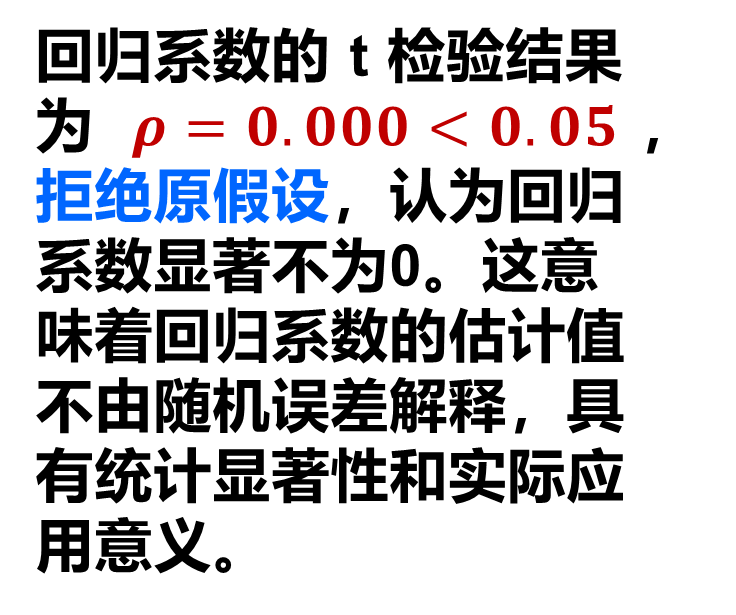 回归系数的 t 检验结果
为 ρ = 0.000 < 0.05 ，
拒绝原假设，认为回归
系数显著不为0。这意
味着回归系数的估计值
不由随机误差解释，具
有统计显著性和实际应
用意义。